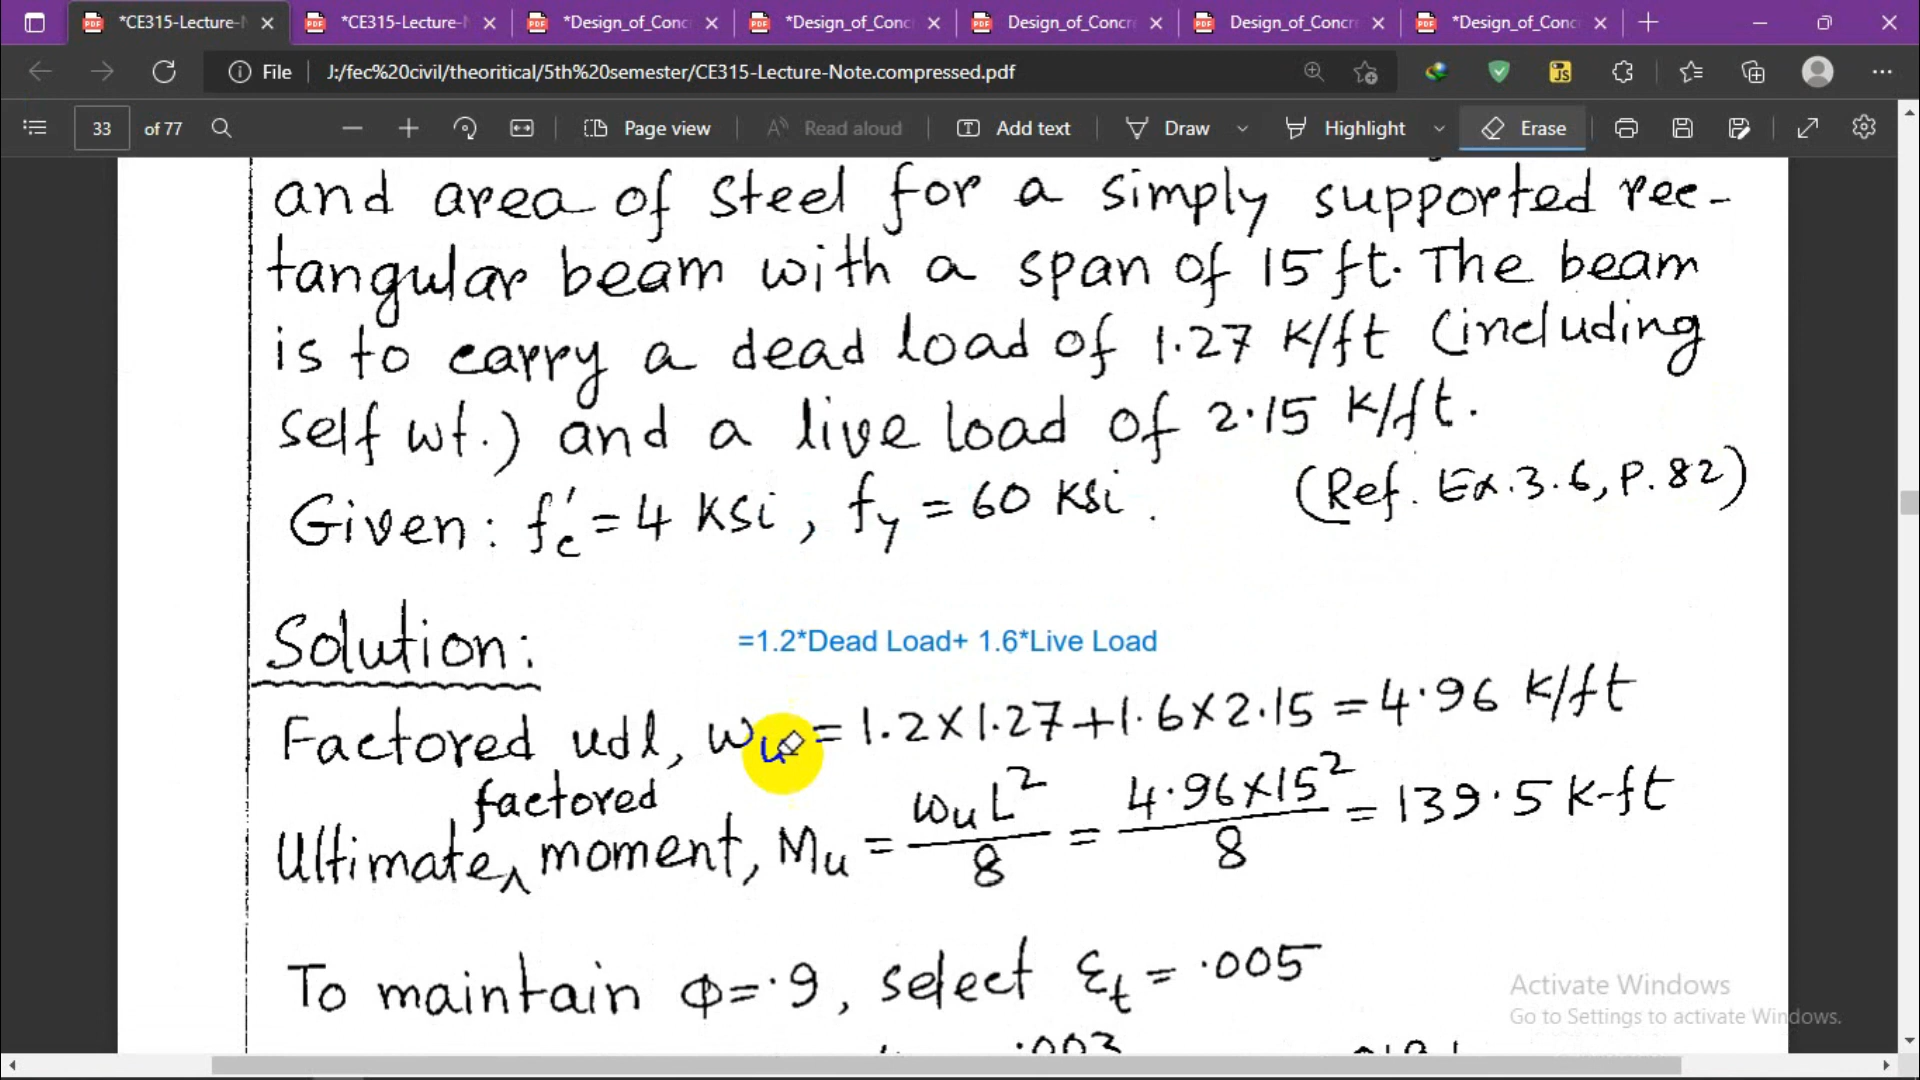 *CE315-Lecture-N
*CE315-Lecture-N
*Design_of_Conc
*Design_of_Conc
Design_of_Concr
Design_of_Concr
*Design_of_Conc
File
J:/fec%20civil/theoritical/5th%20semester/CE315-Lecture-Note.compressed.pdf
33 of 77
Page view
Read aloud
Add text
Draw
Highlight
Erase
and area of steel for a simply supported rec-
tangular beam with a span of 15 ft. The beam
is to carry a dead load of 1.27 K/ft (including
self wt.) and a live load of 2.15 K/ft.
Given: fc' = 4 Ksi, fy = 60 Ksi. (Ref. Ex. 3.6, P. 82)
Solution:
=1.2*Dead Load+ 1.6*Live Load
Factored udl, wu = 1.2 x 1.27 + 1.6 x 2.15 = 4.96 K/ft
factored
Ultimate ^ moment, Mu = wuL²/8 = 4.96 x 15²/8 = 139.5 K-ft
To maintain Φ = .9, select εt = .005
.003
Activate Windows
Go to Settings to activate Windows.